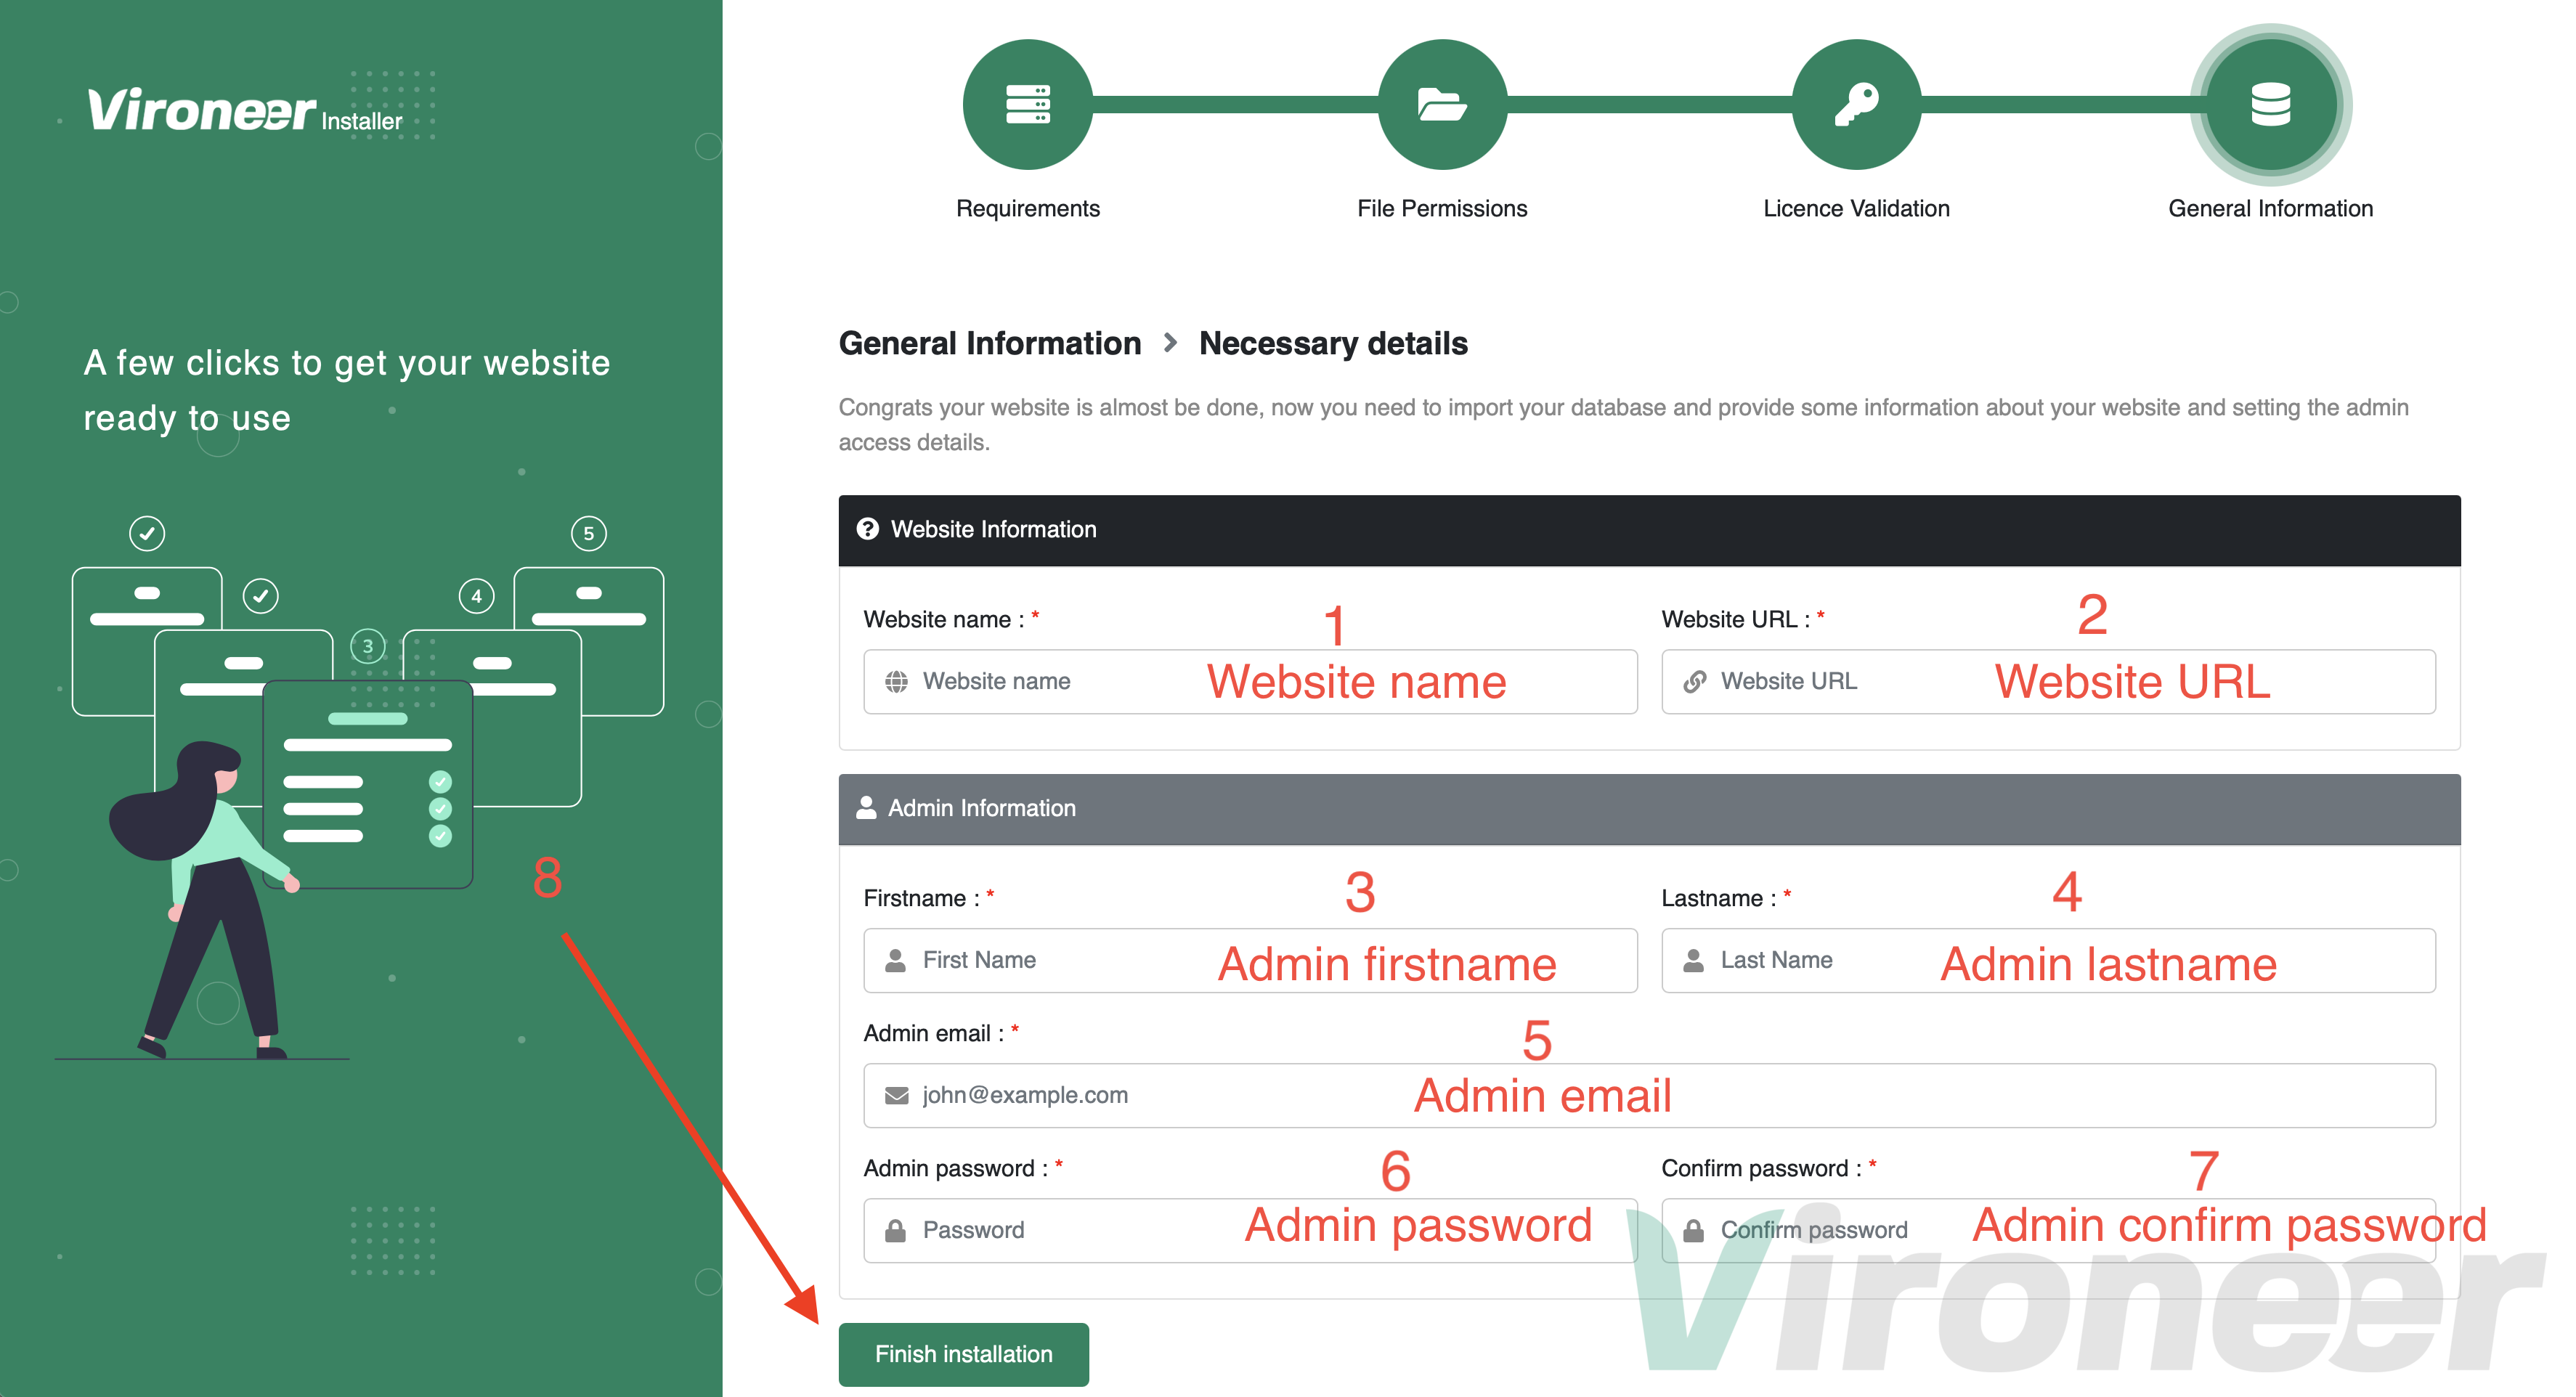 Vironeer Installer
A few clicks to get your website
ready to use
5
4
3
8
Requirements
File Permissions
Licence Validation
General Information
General Information > Necessary details
Congrats your website is almost be done, now you need to import your database and provide some information about your website and setting the admin
access details.
? Website Information
Website name : *
1
Website URL : *
2
Website name
Website name
Website URL
Website URL
Admin Information
Firstname : *
3
Lastname : *
4
First Name
Admin firstname
Last Name
Admin lastname
Admin email : *
5
john@example.com
Admin email
Admin password : *
6
Confirm password : *
7
Password
Admin password
Confirm password
Admin confirm password
Vironeer
Finish installation